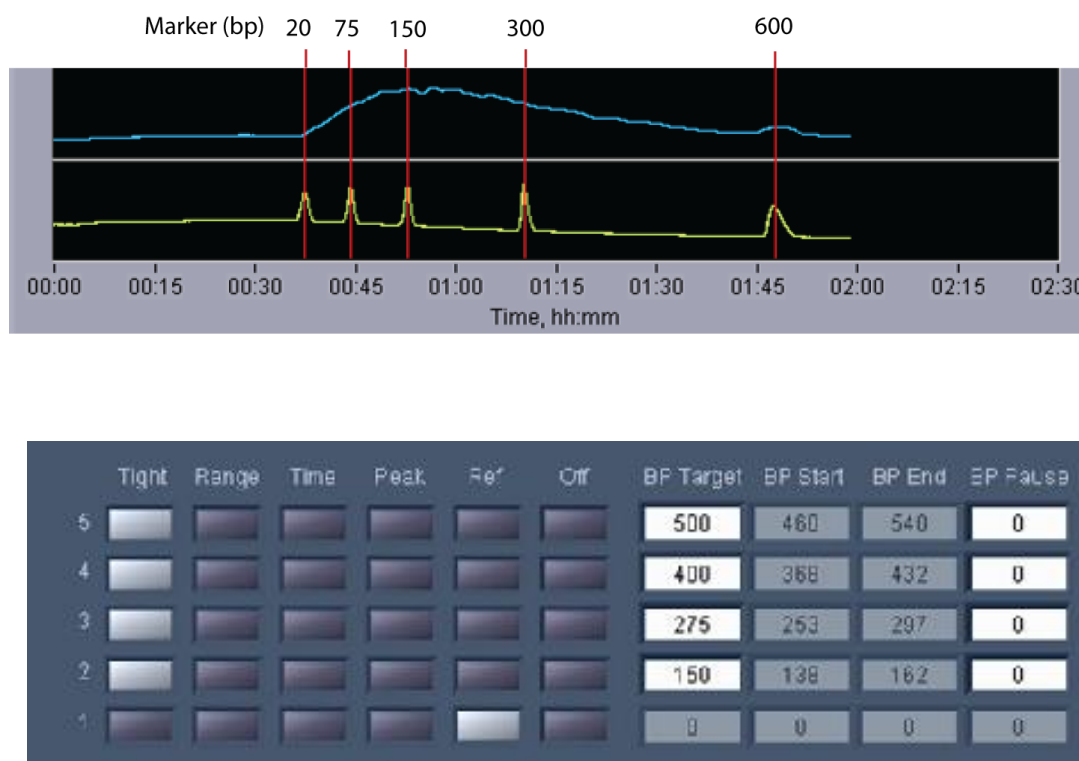 Marker (bp) 20 75 150 300 600
00:00 00:15 00:30 00:45 01:00 01:15 01:30 01:45 02:00 02:15 02:30
Time, hh:mm
Tight Range Time Peak Ref Off BP Target BP Start BP End BP Pause
5 500 460 540 0
4 400 368 432 0
3 275 253 297 0
2 150 138 162 0
1 0 0 0 0